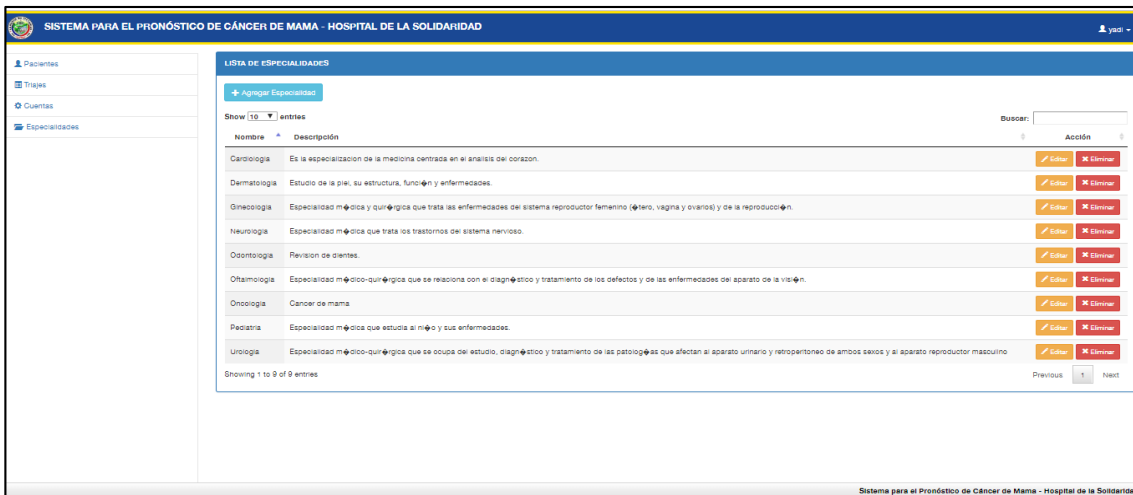 SISTEMA PARA EL PRONÓSTICO DE CÁNCER DE MAMA - HOSPITAL DE LA SOLIDARIDAD
yadi
Pacientes
Triajes
Cuentas
Especialidades
LISTA DE ESPECIALIDADES
Agregar Especialidad
Show 10 entries
Buscar:
Nombre Descripción Acción
Cardiologia Es la especializacion de la medicina centrada en el analisis del corazon. Editar Eliminar
Dermatologia Estudio de la piel, su estructura, funci�n y enfermedades. Editar Eliminar
Ginecologia Especialidad m�dica y quir�rgica que trata las enfermedades del sistema reproductor femenino (�tero, vagina y ovarios) y de la reproducci�n. Editar Eliminar
Neurologia Especialidad m�dica que trata los trastornos del sistema nervioso. Editar Eliminar
Odontologia Revision de dientes. Editar Eliminar
Oftalmologia Especialidad m�dico-quir�rgica que se relaciona con el diagn�stico y tratamiento de los defectos y de las enfermedades del aparato de la visi�n. Editar Eliminar
Oncologia Cancer de mama Editar Eliminar
Pediatria Especialidad m�dica que estudia al ni�o y sus enfermedades. Editar Eliminar
Urologia Especialidad m�dico-quir�rgica que se ocupa del estudio, diagn�stico y tratamiento de las patolog�as que afectan al aparato urinario y retroperitoneo de ambos sexos y al aparato reproductor masculino Editar Eliminar
Showing 1 to 9 of 9 entries
Previous 1 Next
Sistema para el Pronóstico de Cáncer de Mama - Hospital de la Solidarida